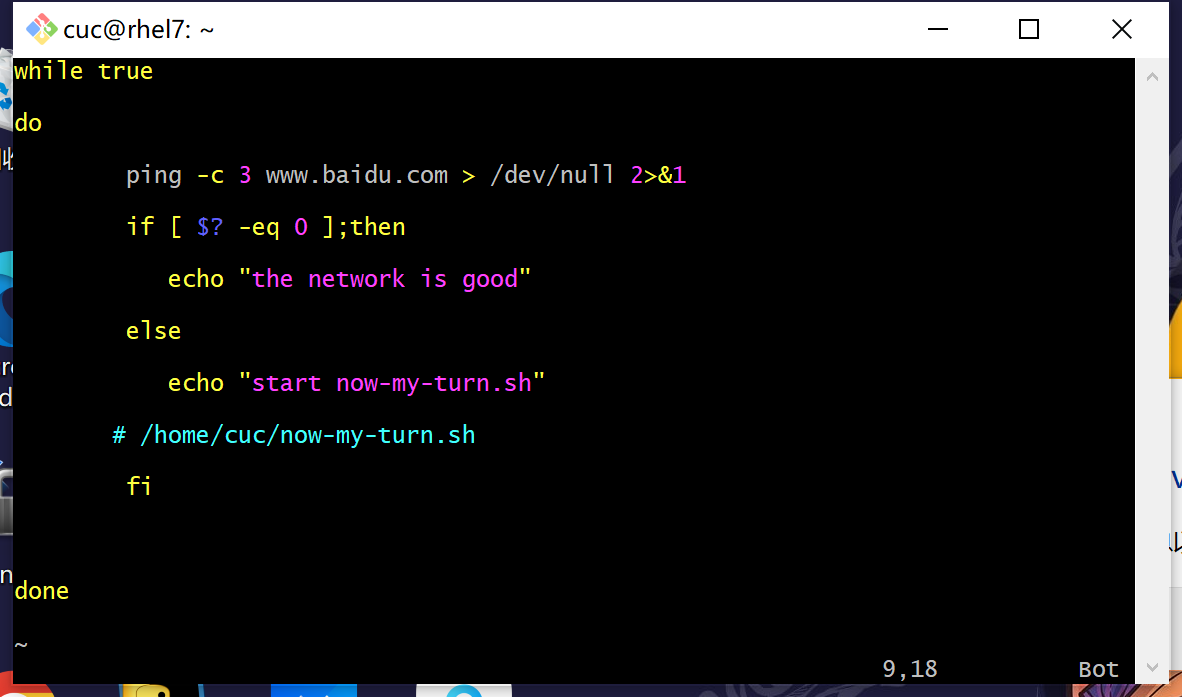 cuc@rhel7: ~
while true
do
ping -c 3 www.baidu.com > /dev/null 2>&1
if [ $? -eq 0 ];then
echo "the network is good"
else
echo "start now-my-turn.sh"
# /home/cuc/now-my-turn.sh
fi
done
~
9,18 Bot